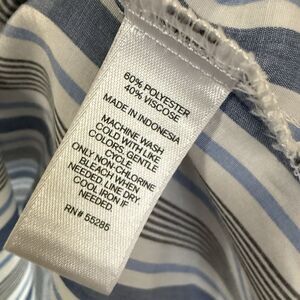 60% POLYESTER
40% VISCOSE
MADE IN INDONESIA
MACHINE WASH
COLD WITH LIKE
COLORS, GENTLE
CYCLE.
ONLY NON-CHLORINE
BLEACH WHEN
NEEDED. LINE DRY.
COOL IRON IF
NEEDED.
RN# 55285